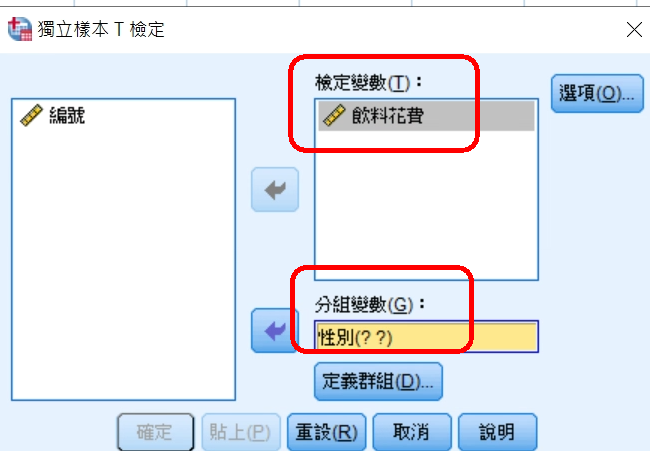 獨立樣本 T 檢定
檢定變數(T)：
選項(O)...
編號
飲料花費
分組變數(G)：
性別(? ?)
定義群組(D)...
確定
貼上(P)
重設(R)
取消
說明